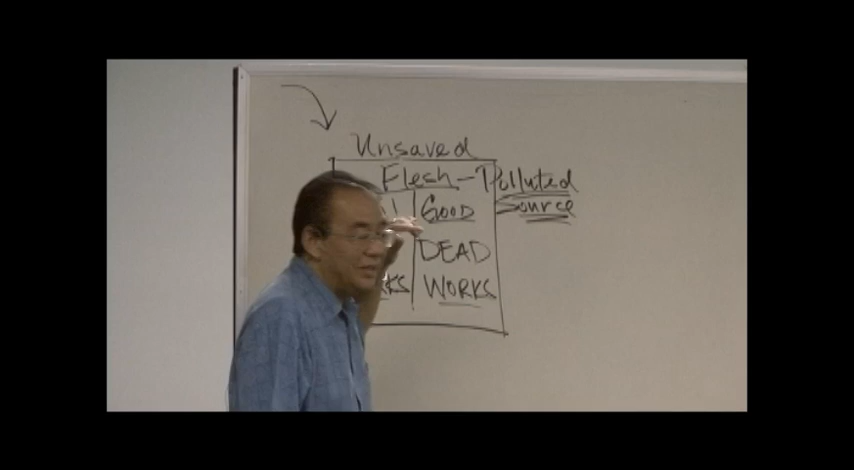 Unsaved
Flesh - Polluted
GOOD Source
DEAD
WORKS